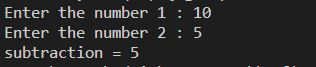 Enter the number 1 : 10
Enter the number 2 : 5
subtraction = 5